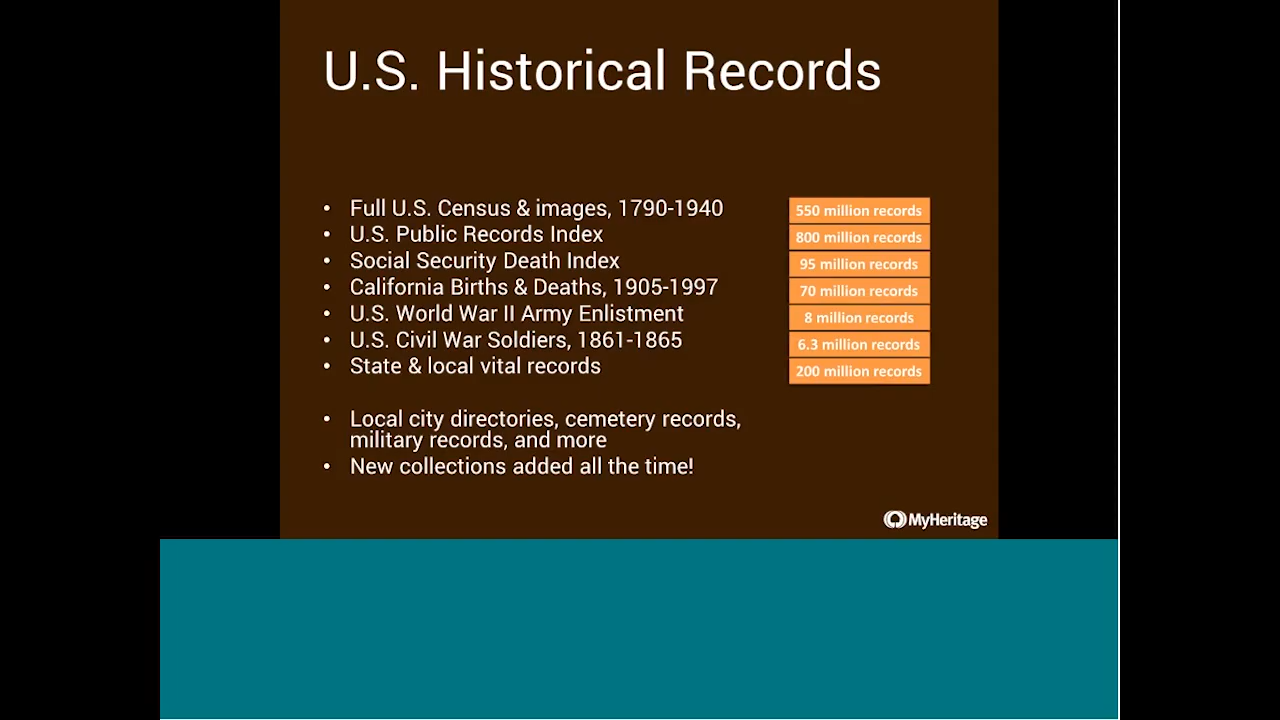 U.S. Historical Records
• Full U.S. Census & images, 1790-1940
550 million records
• U.S. Public Records Index
800 million records
• Social Security Death Index
95 million records
• California Births & Deaths, 1905-1997
70 million records
• U.S. World War II Army Enlistment
8 million records
• U.S. Civil War Soldiers, 1861-1865
6.3 million records
• State & local vital records
200 million records
• Local city directories, cemetery records,
military records, and more
• New collections added all the time!
MyHeritage